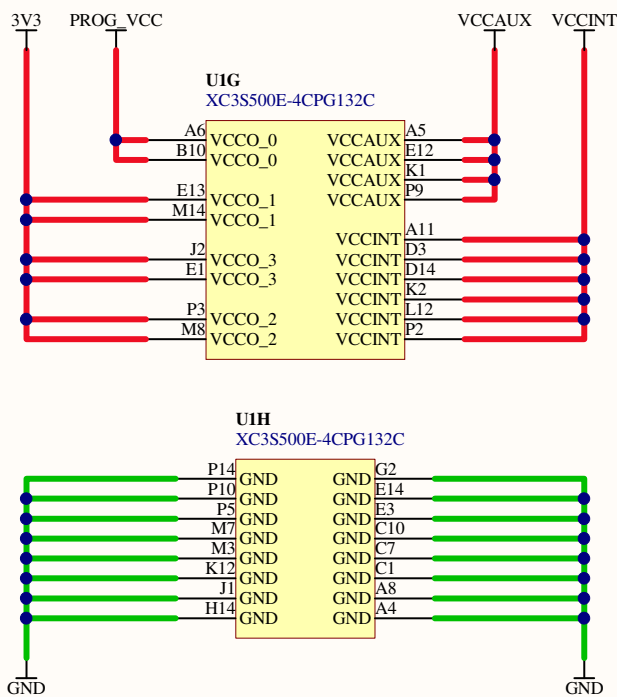 3V3 PROG_VCC VCCAUX VCCINT
U1G
XC3S500E-4CPG132C
A6 VCCO_0 VCCAUX A5
B10 VCCO_0 VCCAUX E12
VCCAUX K1
E13 VCCO_1 VCCAUX P9
M14 VCCO_1
VCCINT A11
J2 VCCO_3 VCCINT D3
E1 VCCO_3 VCCINT D14
VCCINT K2
P3 VCCO_2 VCCINT L12
M8 VCCO_2 VCCINT P2
U1H
XC3S500E-4CPG132C
P14 GND GND G2
P10 GND GND E14
P5 GND GND E3
M7 GND GND C10
M3 GND GND C7
K12 GND GND C1
J1 GND GND A8
H14 GND GND A4
GND GND